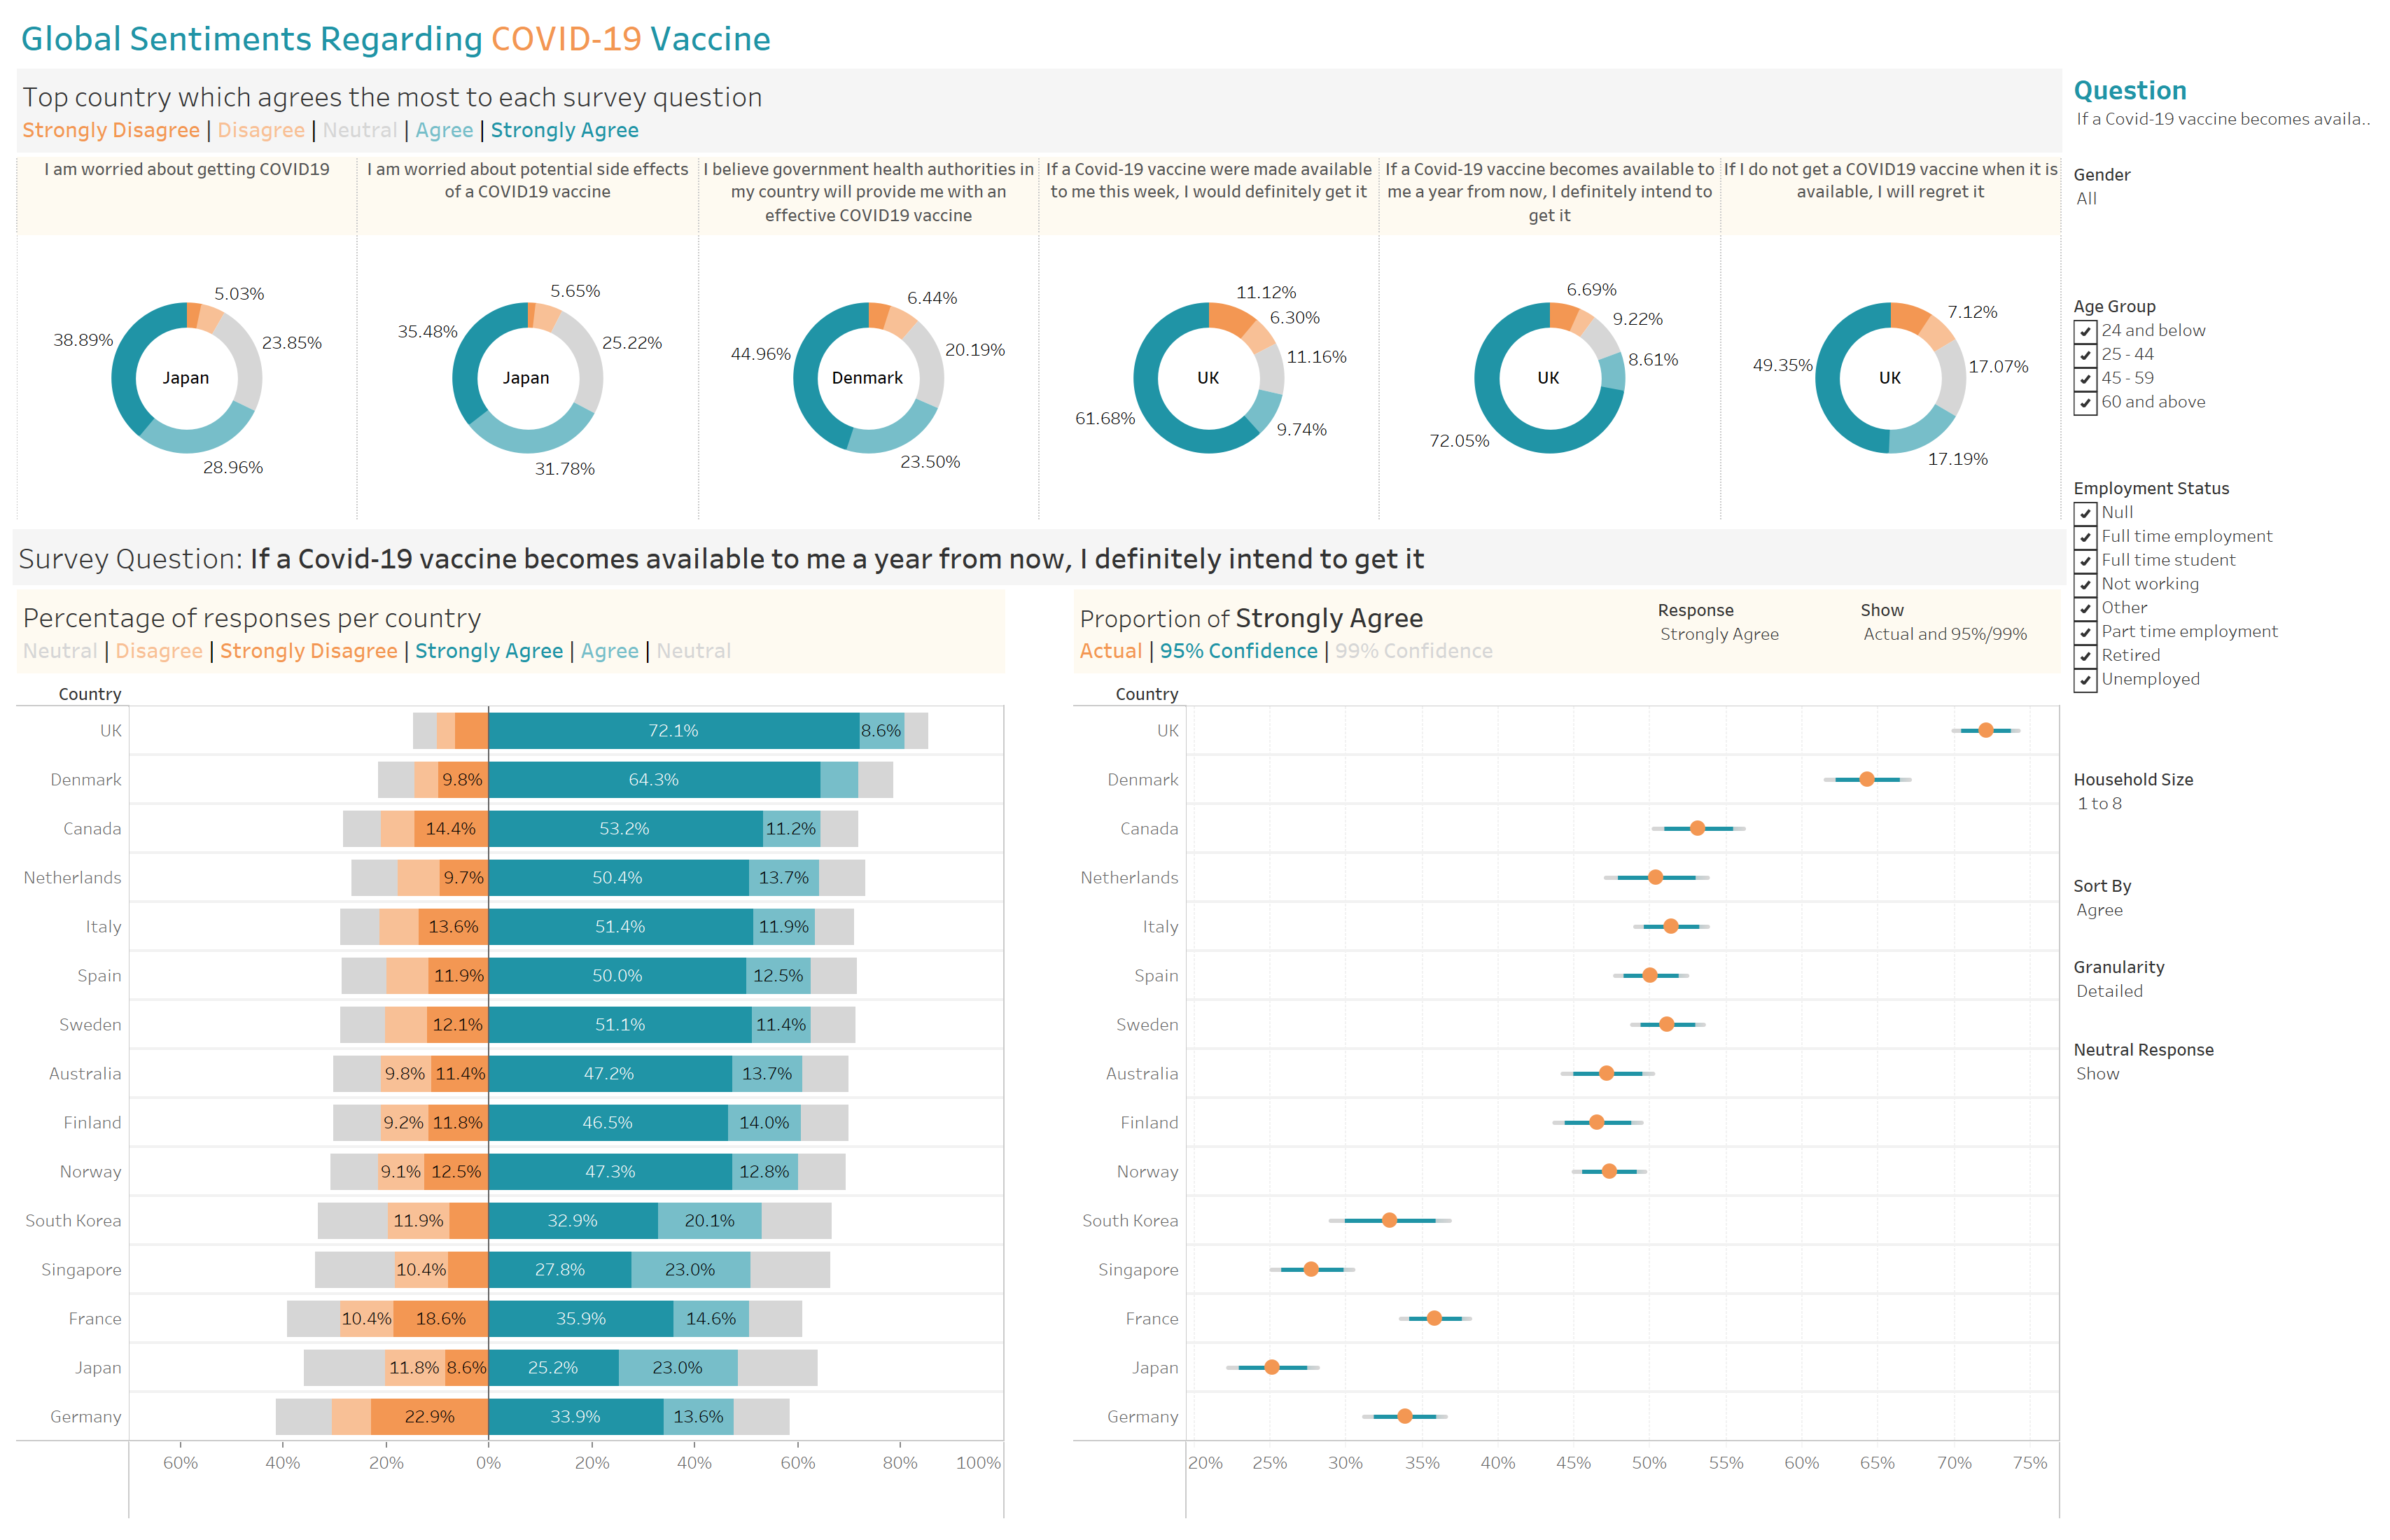 Global Sentiments Regarding COVID-19 Vaccine
Top country which agrees the most to each survey question
Strongly Disagree | Disagree | Neutral | Agree | Strongly Agree
I am worried about getting COVID19
I am worried about potential side effects
of a COVID19 vaccine
I believe government health authorities in
my country will provide me with an
effective COVID19 vaccine
If a Covid-19 vaccine were made available
to me this week, I would definitely get it
If a Covid-19 vaccine becomes available to
me a year from now, I definitely intend to
get it
If I do not get a COVID19 vaccine when it is
available, I will regret it
5.03%
38.89%
23.85%
Japan
28.96%
5.65%
35.48%
25.22%
Japan
31.78%
6.44%
44.96%
20.19%
Denmark
23.50%
11.12%
6.30%
11.16%
UK
61.68%
9.74%
6.69%
9.22%
8.61%
UK
72.05%
7.12%
49.35%
17.07%
UK
17.19%
Question
If a Covid-19 vaccine becomes availa..
Gender
All
Age Group
24 and below
25 - 44
45 - 59
60 and above
Employment Status
Null
Full time employment
Full time student
Not working
Other
Part time employment
Retired
Unemployed
Household Size
1 to 8
Sort By
Agree
Granularity
Detailed
Neutral Response
Show
Survey Question: If a Covid-19 vaccine becomes available to me a year from now, I definitely intend to get it
Percentage of responses per country
Neutral | Disagree | Strongly Disagree | Strongly Agree | Agree | Neutral
Country
UK 72.1% 8.6%
Denmark 9.8% 64.3%
Canada 14.4% 53.2% 11.2%
Netherlands 9.7% 50.4% 13.7%
Italy 13.6% 51.4% 11.9%
Spain 11.9% 50.0% 12.5%
Sweden 12.1% 51.1% 11.4%
Australia 9.8% 11.4% 47.2% 13.7%
Finland 9.2% 11.8% 46.5% 14.0%
Norway 9.1% 12.5% 47.3% 12.8%
South Korea 11.9% 32.9% 20.1%
Singapore 10.4% 27.8% 23.0%
France 10.4% 18.6% 35.9% 14.6%
Japan 11.8% 8.6% 25.2% 23.0%
Germany 22.9% 33.9% 13.6%
60% 40% 20% 0% 20% 40% 60% 80% 100%
Proportion of Strongly Agree
Actual | 95% Confidence | 99% Confidence
Response
Strongly Agree
Show
Actual and 95%/99%
Country
UK
Denmark
Canada
Netherlands
Italy
Spain
Sweden
Australia
Finland
Norway
South Korea
Singapore
France
Japan
Germany
20% 25% 30% 35% 40% 45% 50% 55% 60% 65% 70% 75%